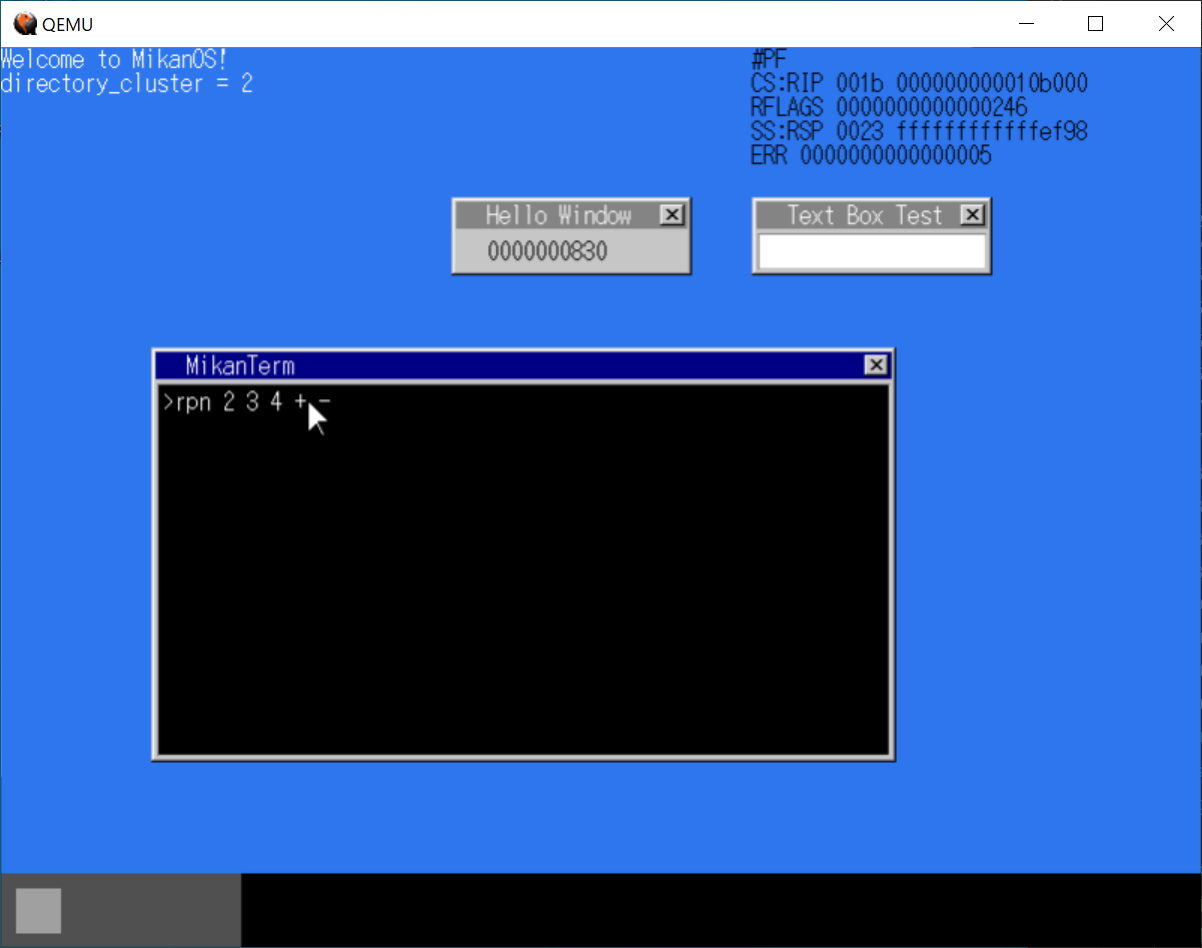 QEMU
Welcome to MikanOS!
directory_cluster = 2
#PF
CS:RIP 001b 000000000010b000
RFLAGS 0000000000000246
SS:RSP 0023 ffffffffffffef98
ERR 0000000000000005
Hello Window
0000000830
Text Box Test
MikanTerm
>rpn 2 3 4 + -